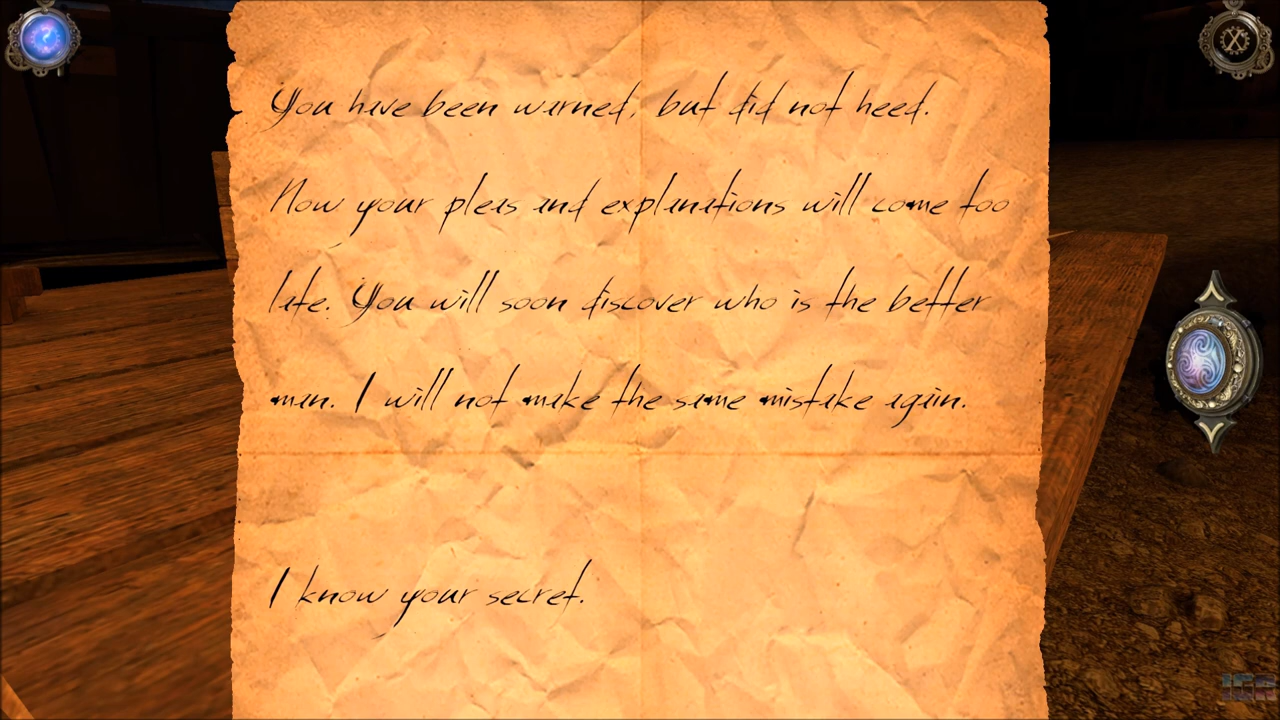 You have been warned, but did not heed.
Now your pleas and explanations will come too
late. You will soon discover who is the better
man. I will not make the same mistake again.
I know your secret.
IGR